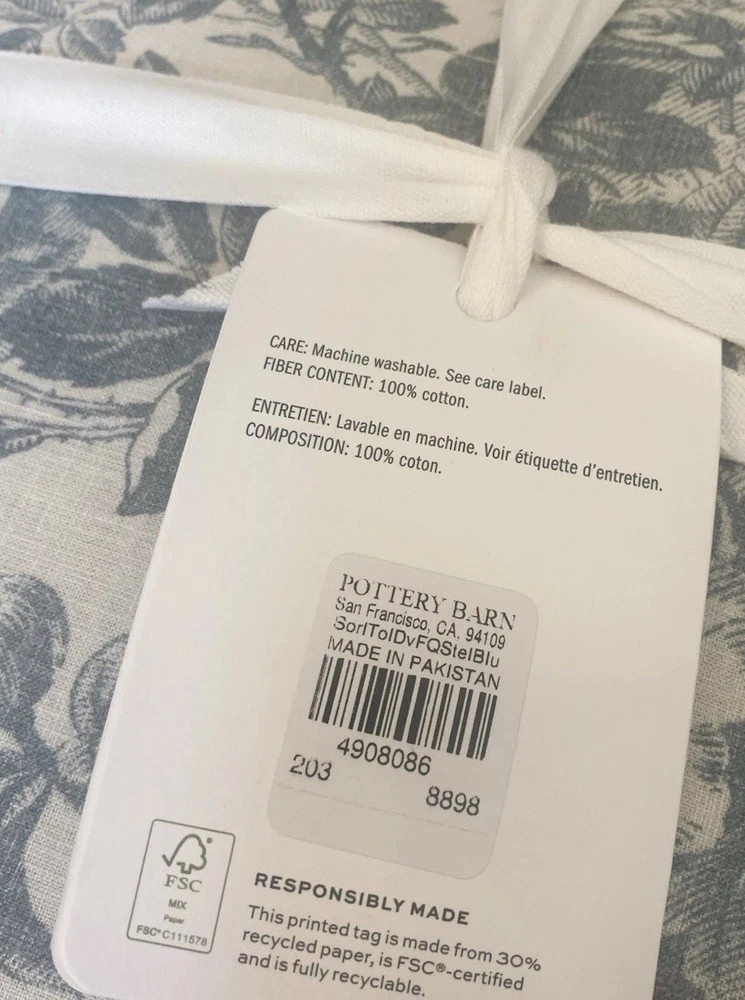 CARE: Machine washable. See care label.
FIBER CONTENT: 100% cotton.
ENTRETIEN: Lavable en machine. Voir étiquette d'entretien.
COMPOSITION: 100% coton.
POTTERY BARN
San Francisco, CA, 94109
SorlTolDvFQStelBlu
MADE IN PAKISTAN
4908086
203
8898
FSC
MIX
Paper
FSC® C111578
RESPONSIBLY MADE
This printed tag is made from 30%
recycled paper, is FSC®-certified
and is fully recyclable.